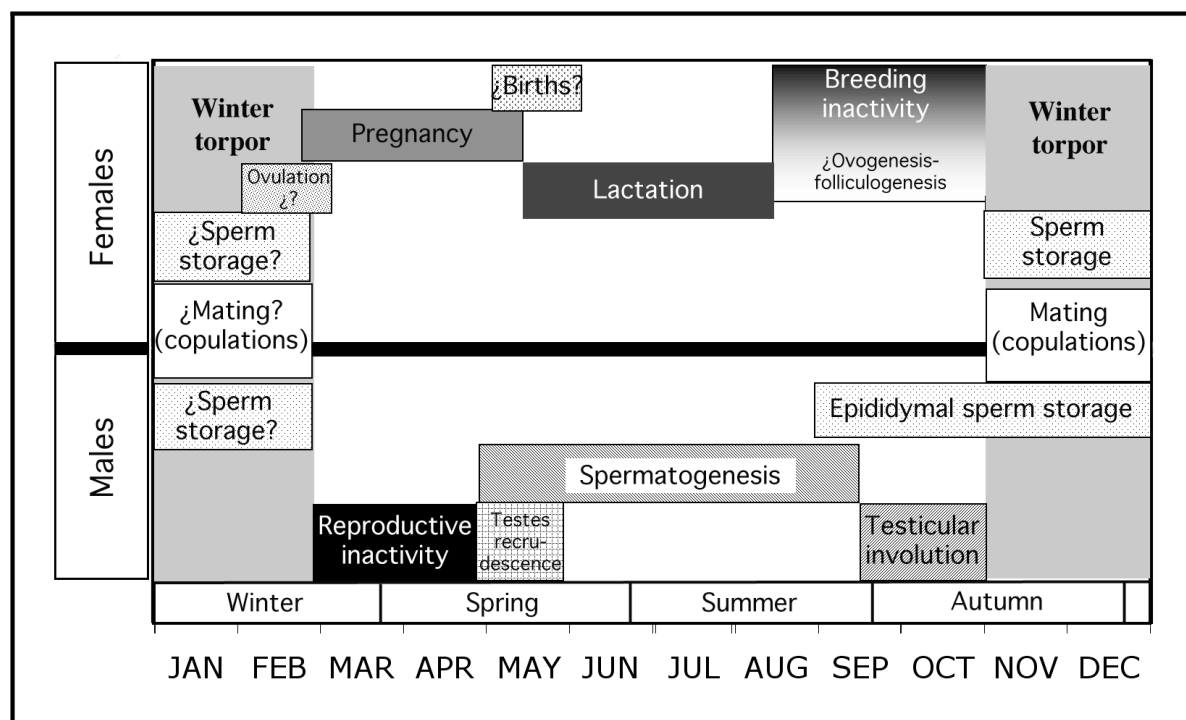 Females
Males
Winter
torpor
¿Births?
Pregnancy
Ovulation
¿?
Lactation
Breeding
inactivity
¿Ovogenesis-
folliculogenesis
Winter
torpor
¿Sperm
storage?
Sperm
storage
¿Mating?
(copulations)
Mating
(copulations)
¿Sperm
storage?
Epididymal sperm storage
Spermatogenesis
Reproductive
inactivity
Testes
recru-
descence
Testicular
involution
Winter
Spring
Summer
Autumn
JAN FEB MAR APR MAY JUN JUL AUG SEP OCT NOV DEC